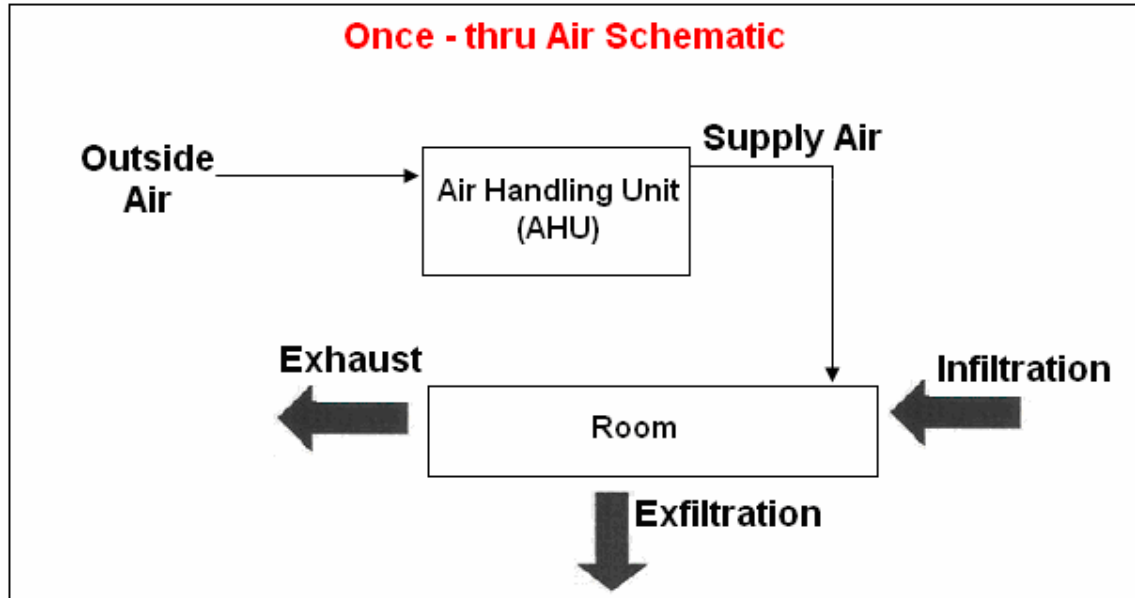 Once - thru Air Schematic
Supply Air
Outside
Air
Air Handling Unit
(AHU)
Exhaust
Infiltration
Room
Exfiltration